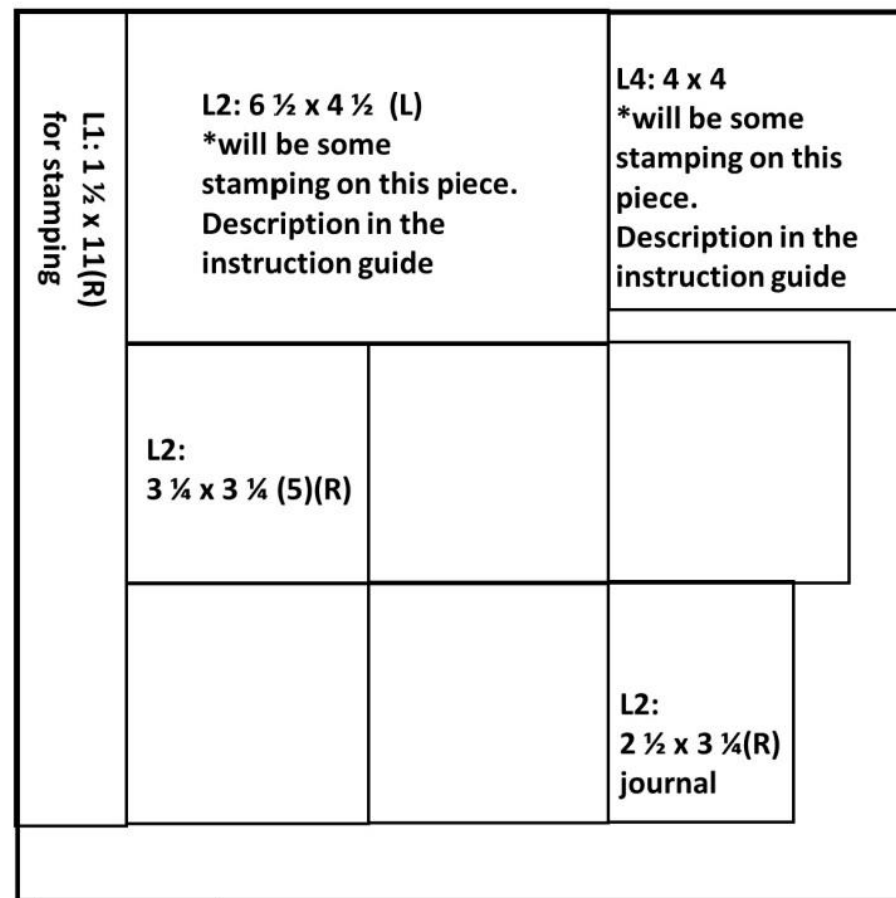 L1: 1 ½ x 11(R)
for stamping
L2: 6 ½ x 4 ½ (L)
*will be some
stamping on this piece.
Description in the
instruction guide
L4: 4 x 4
*will be some
stamping on this
piece.
Description in the
instruction guide
L2:
3 ¼ x 3 ¼ (5)(R)
L2:
2 ½ x 3 ¼(R)
journal